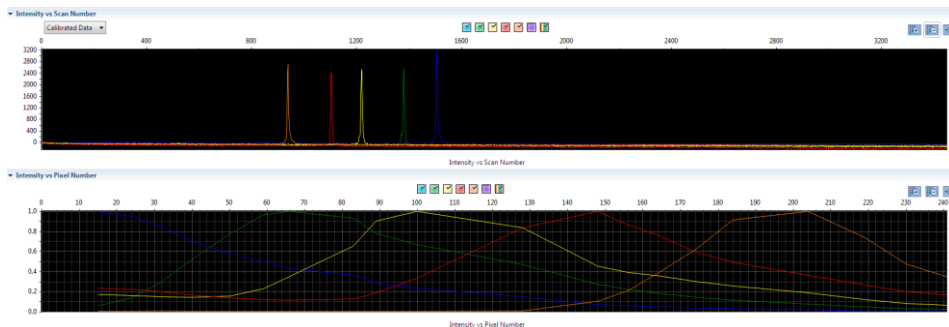 Intensity vs Scan Number
Calibrated Data
0 400 800 1200 1600 2000 2400 2800 3200
3200
2800
2400
2000
1600
1200
800
400
0
Intensity vs Scan Number
Intensity vs Pixel Number
0 10 20 30 40 50 60 70 80 90 100 110 120 130 140 150 160 170 180 190 200 210 220 230 240
1.0
0.8
0.6
0.4
0.2
0.0
Intensity vs Pixel Number